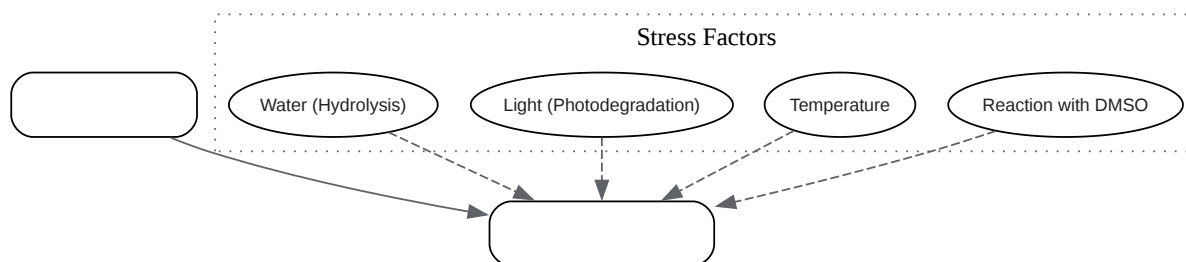 Stress Factors
Water (Hydrolysis)
Light (Photodegradation)
Temperature
Reaction with DMSO